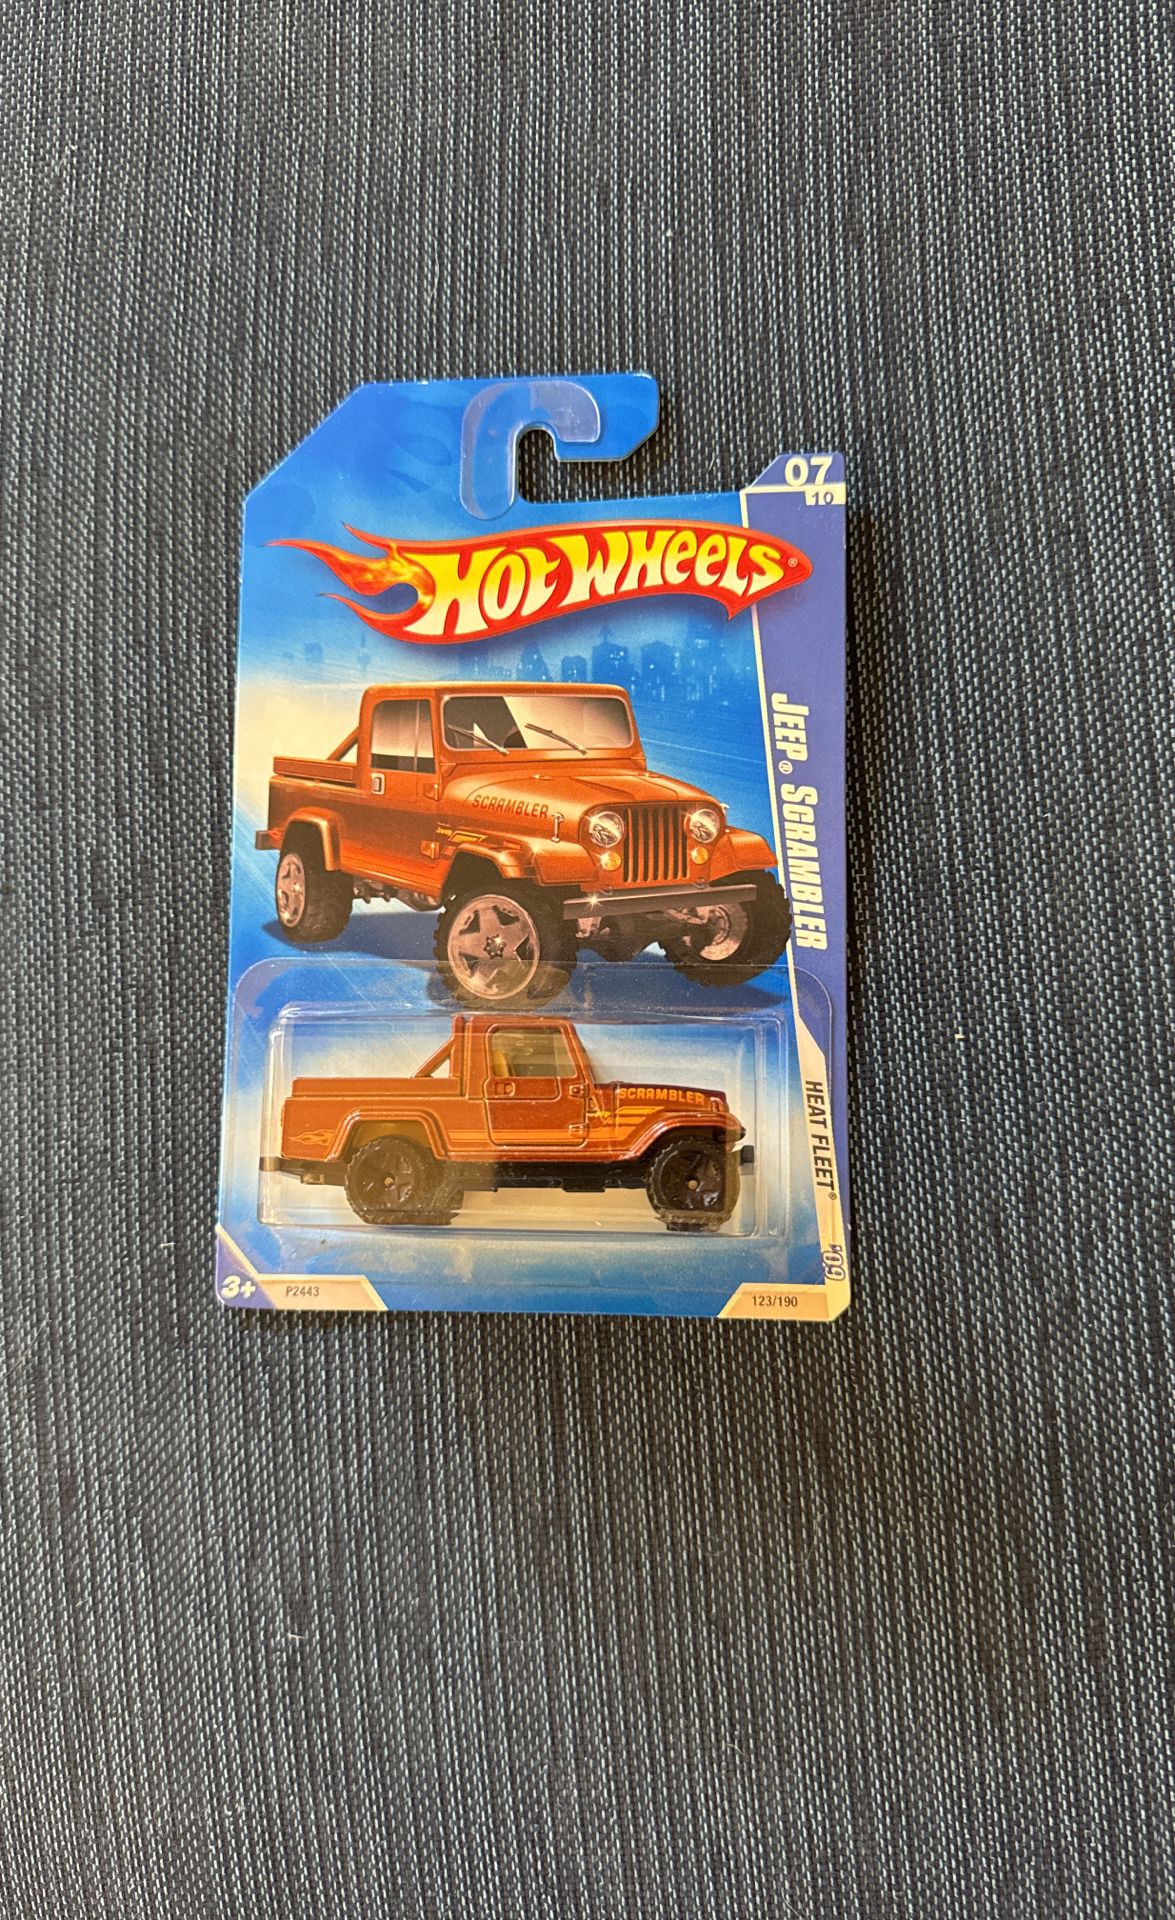 07
10
HOT WHEELS®
JEEP® SCRAMBLER
SCRAMBLER
SCRAMBLER
HEAT FLEET®
'09
3+
P2443
123/190